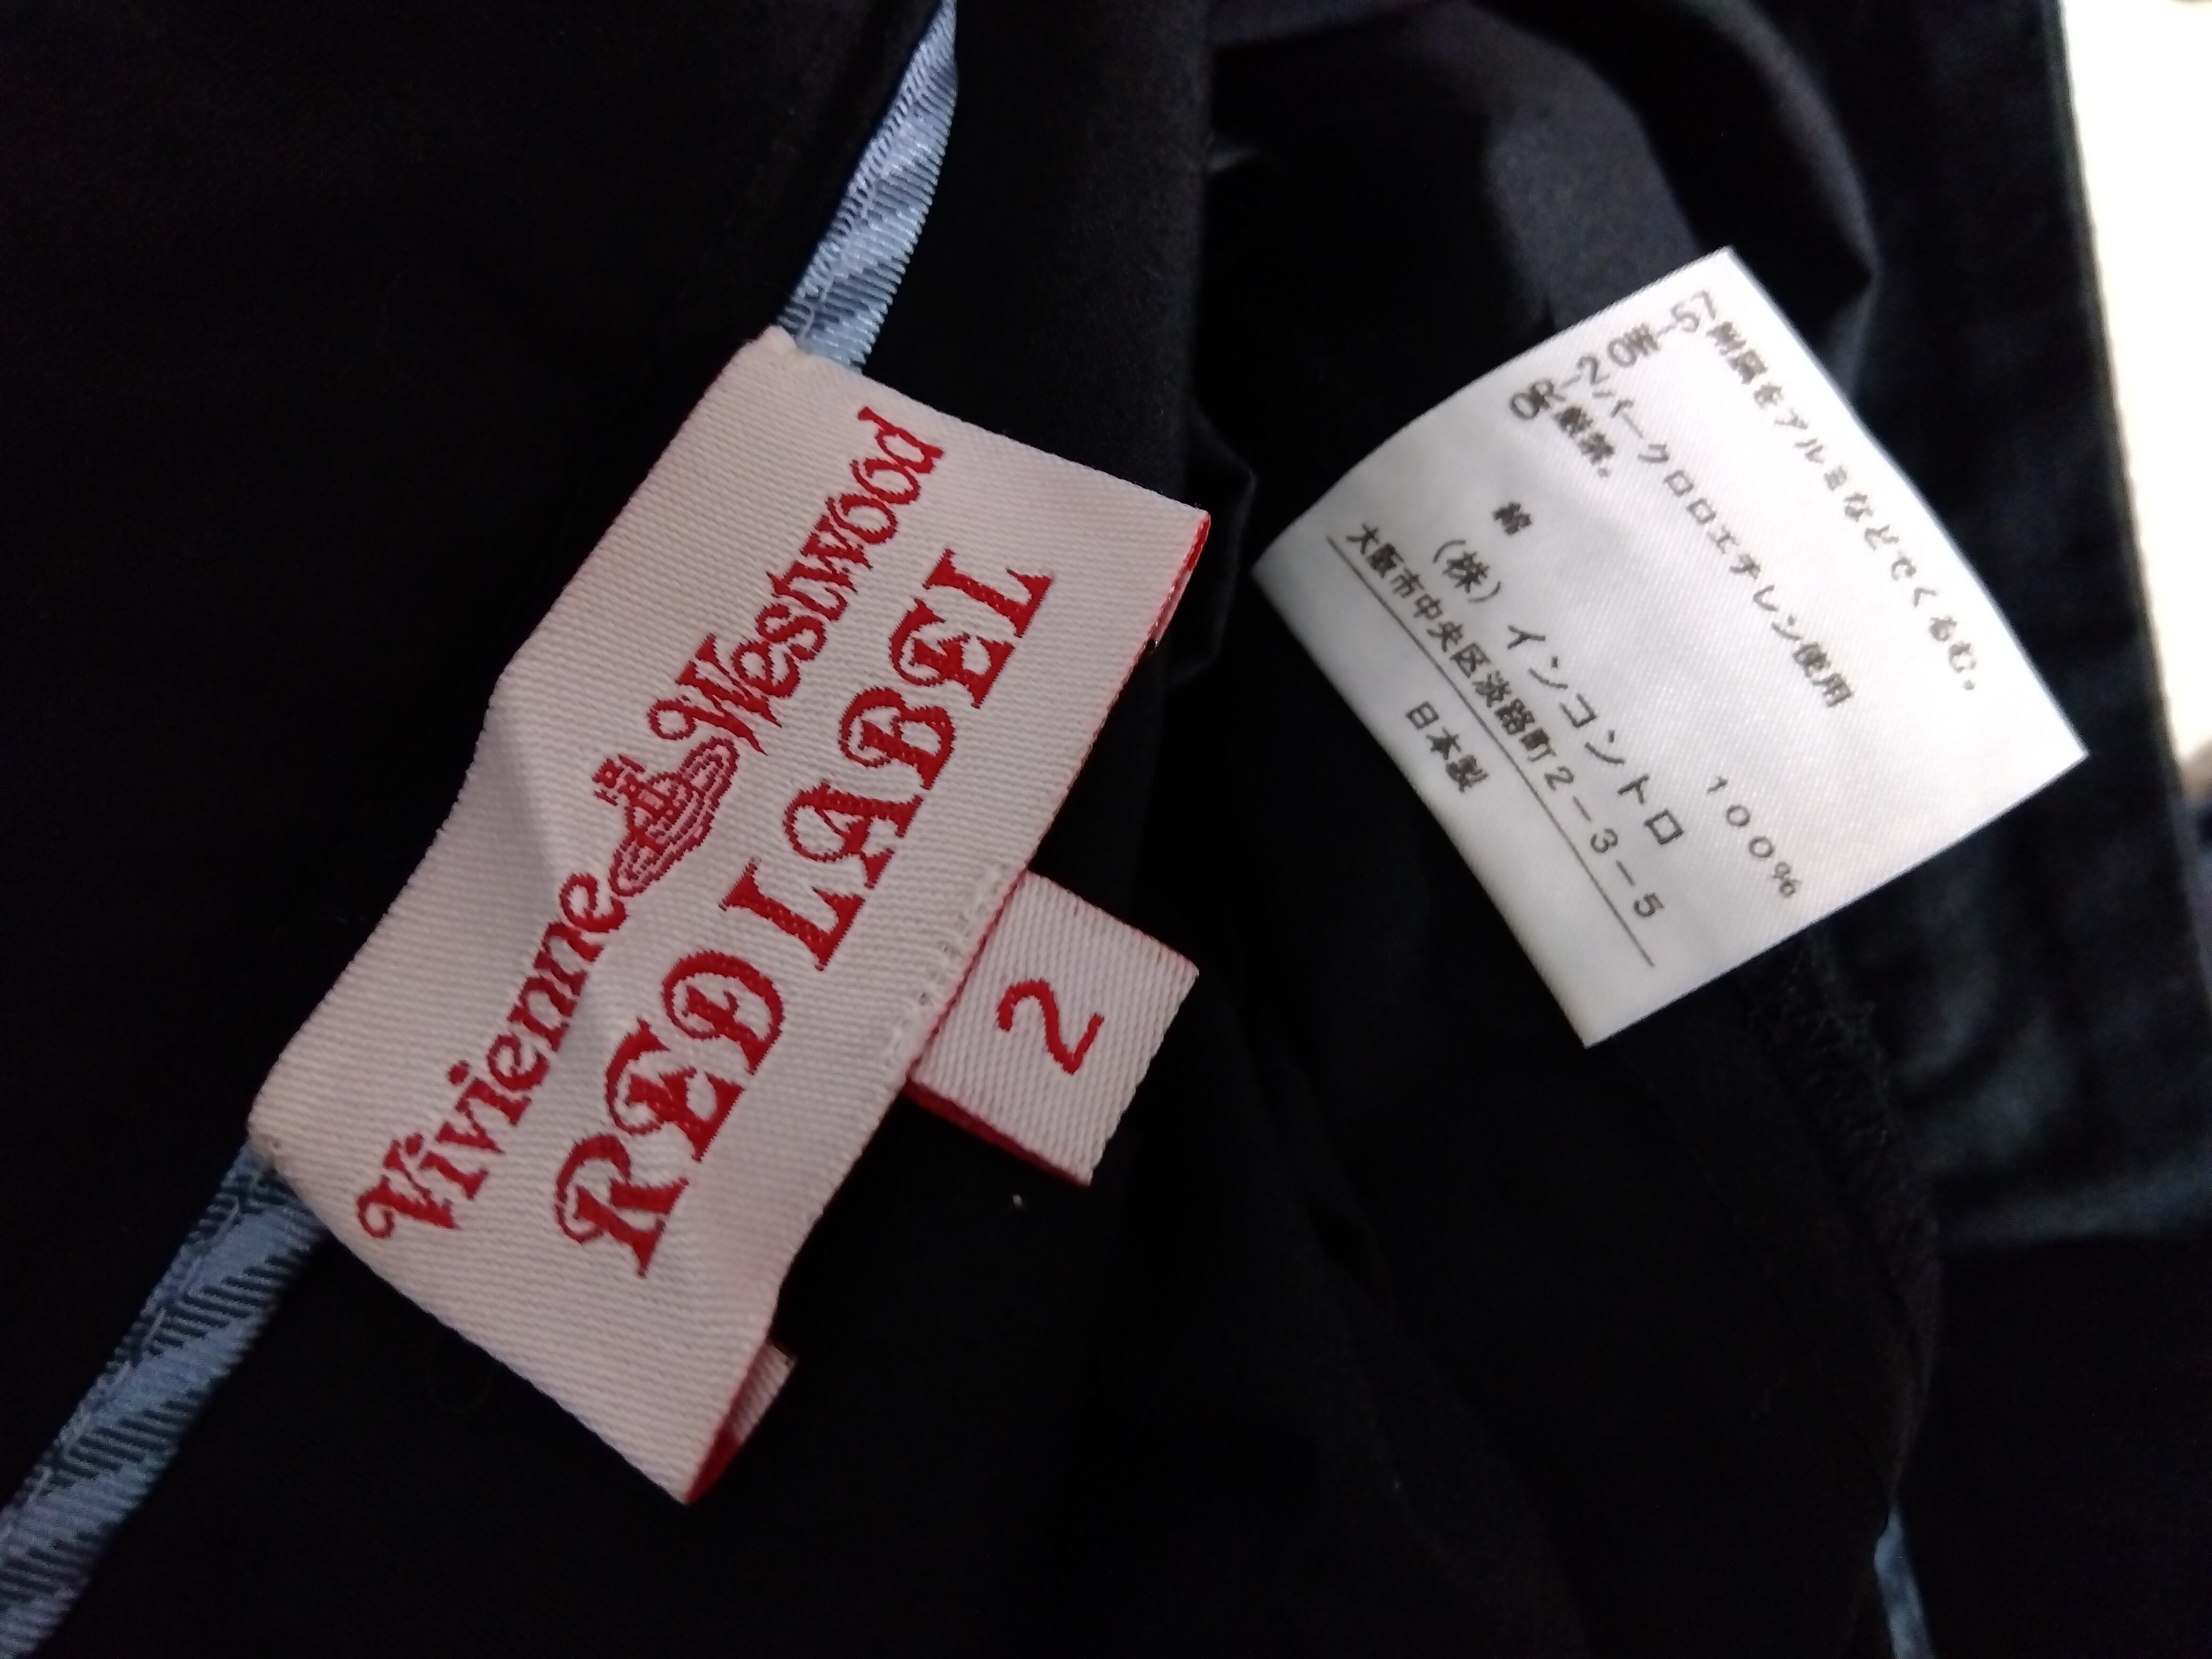 Vivienne Westwood
RED LABEL
2
附属をアルミなどでくるむ。
パークロロエチレン使用
厳禁。
綿 100%
(株)インコントロ
大阪市中央区淡路町2-3-5
日本製